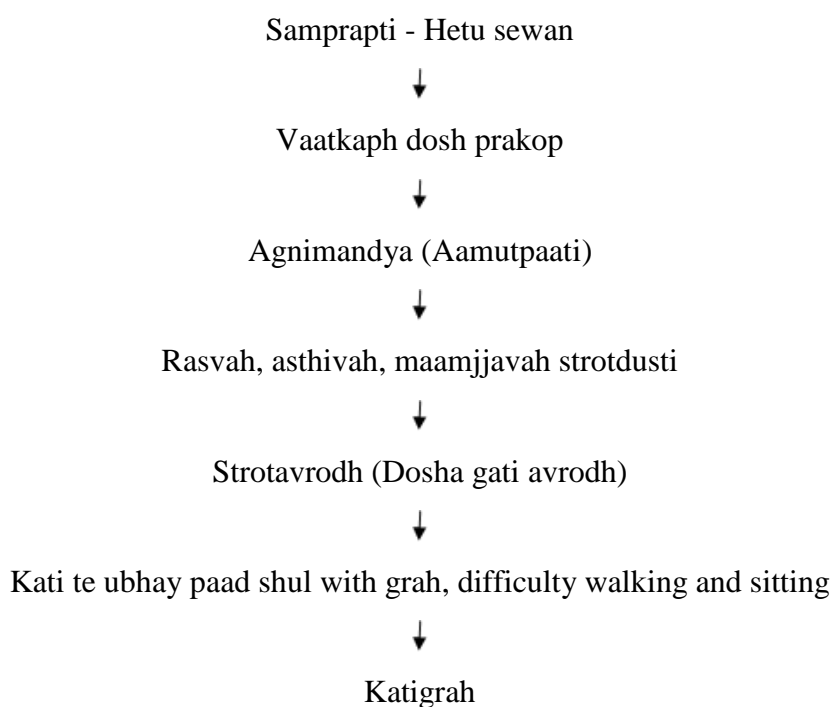 Samprapti - Hetu sewan
Vaatkaph dosh prakop
Agnimandya (Aamutpaati)
Rasvah, asthivah, maamjjavah strotdusti
Strotavrodh (Dosha gati avrodh)
Kati te ubhay paad shul with grah, difficulty walking and sitting
Katigrah